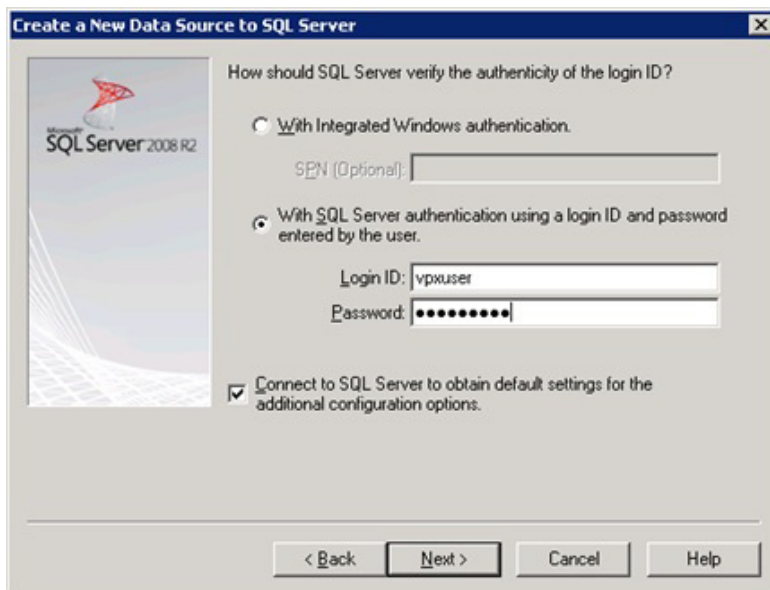 Create a New Data Source to SQL Server
Microsoft
SQL Server 2008 R2
How should SQL Server verify the authenticity of the login ID?
With Integrated Windows authentication.
SPN (Optional):
With SQL Server authentication using a login ID and password
entered by the user.
Login ID: vpxuser
Password: ●●●●●●●●●
Connect to SQL Server to obtain default settings for the
additional configuration options.
< Back Next > Cancel Help